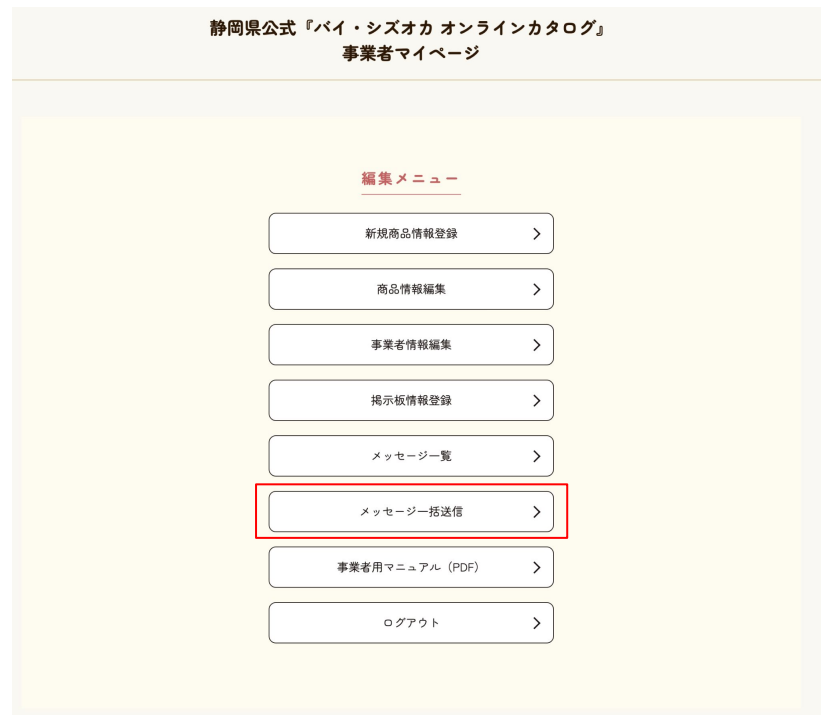 静岡県公式『バイ・シズオカ オンラインカタログ』
事業者マイページ
編集メニュー
新規商品情報登録
商品情報編集
事業者情報編集
掲示板情報登録
メッセージ一覧
メッセージ一括送信
事業者用マニュアル（PDF）
ログアウト